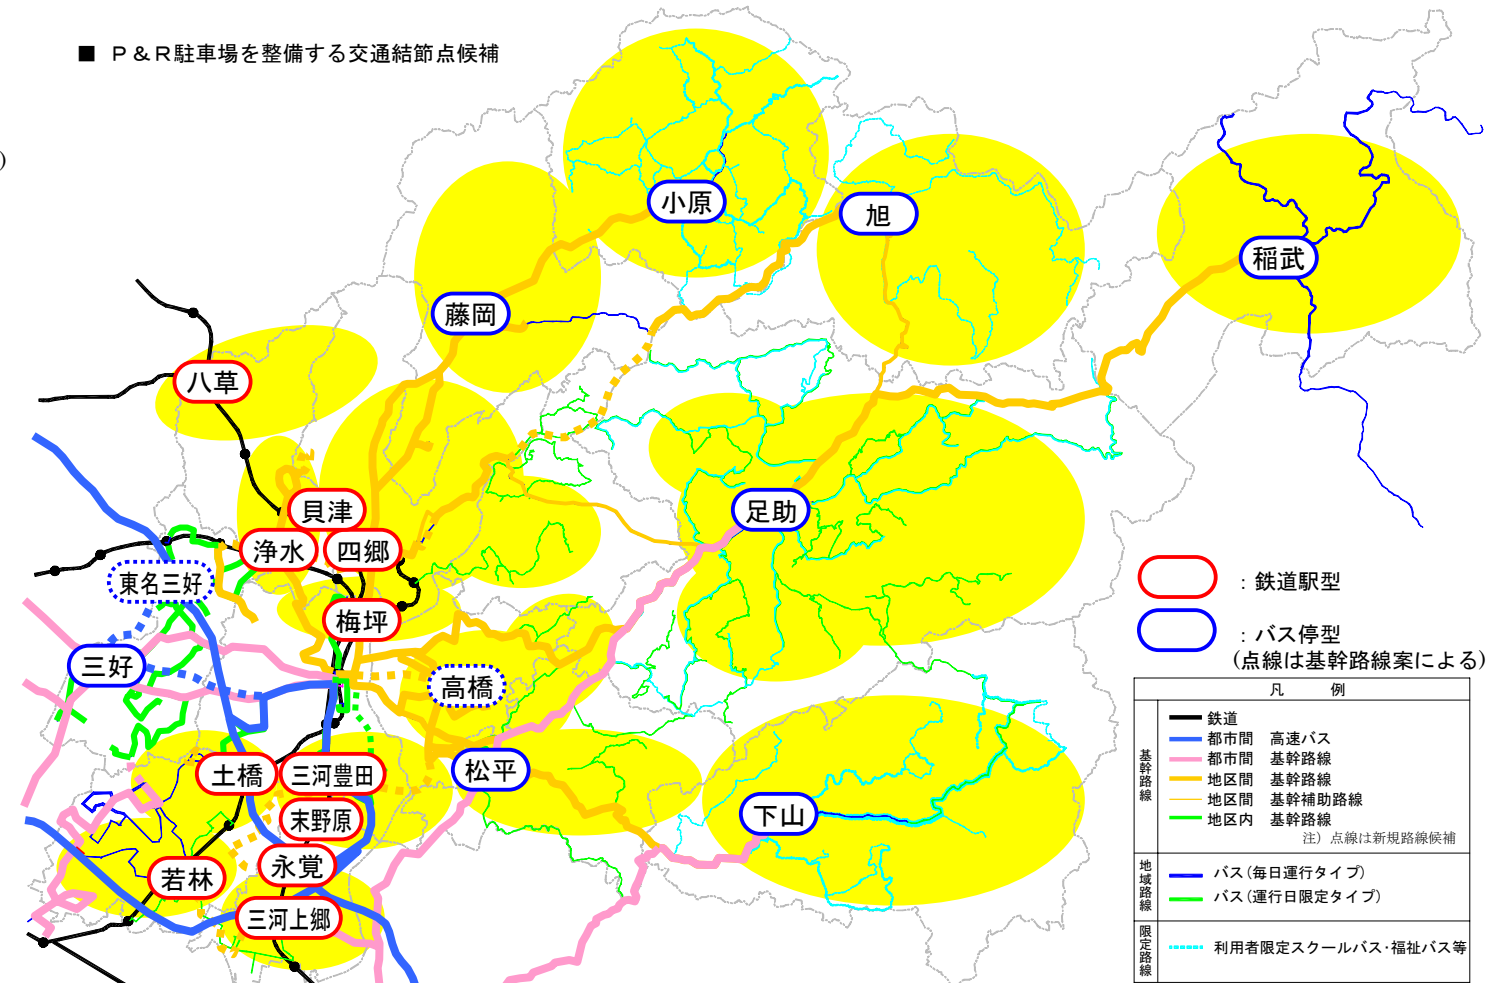 ■ P&R駐車場を整備する交通結節点候補
)
小原
旭
稲武
藤岡
八草
貝津
浄水
四郷
足助
東名三好
梅坪
三好
高橋
土橋
三河豊田
松平
末野原
下山
永覚
若林
三河上郷
:鉄道駅型
:バス停型
(点線は基幹路線案による)
凡 例
基幹路線
鉄道
都市間 高速バス
都市間 基幹路線
地区間 基幹路線
地区間 基幹補助路線
地区内 基幹路線
注)点線は新規路線候補
地域路線
バス(毎日運行タイプ)
バス(運行日限定タイプ)
限定路線
利用者限定スクールバス・福祉バス等